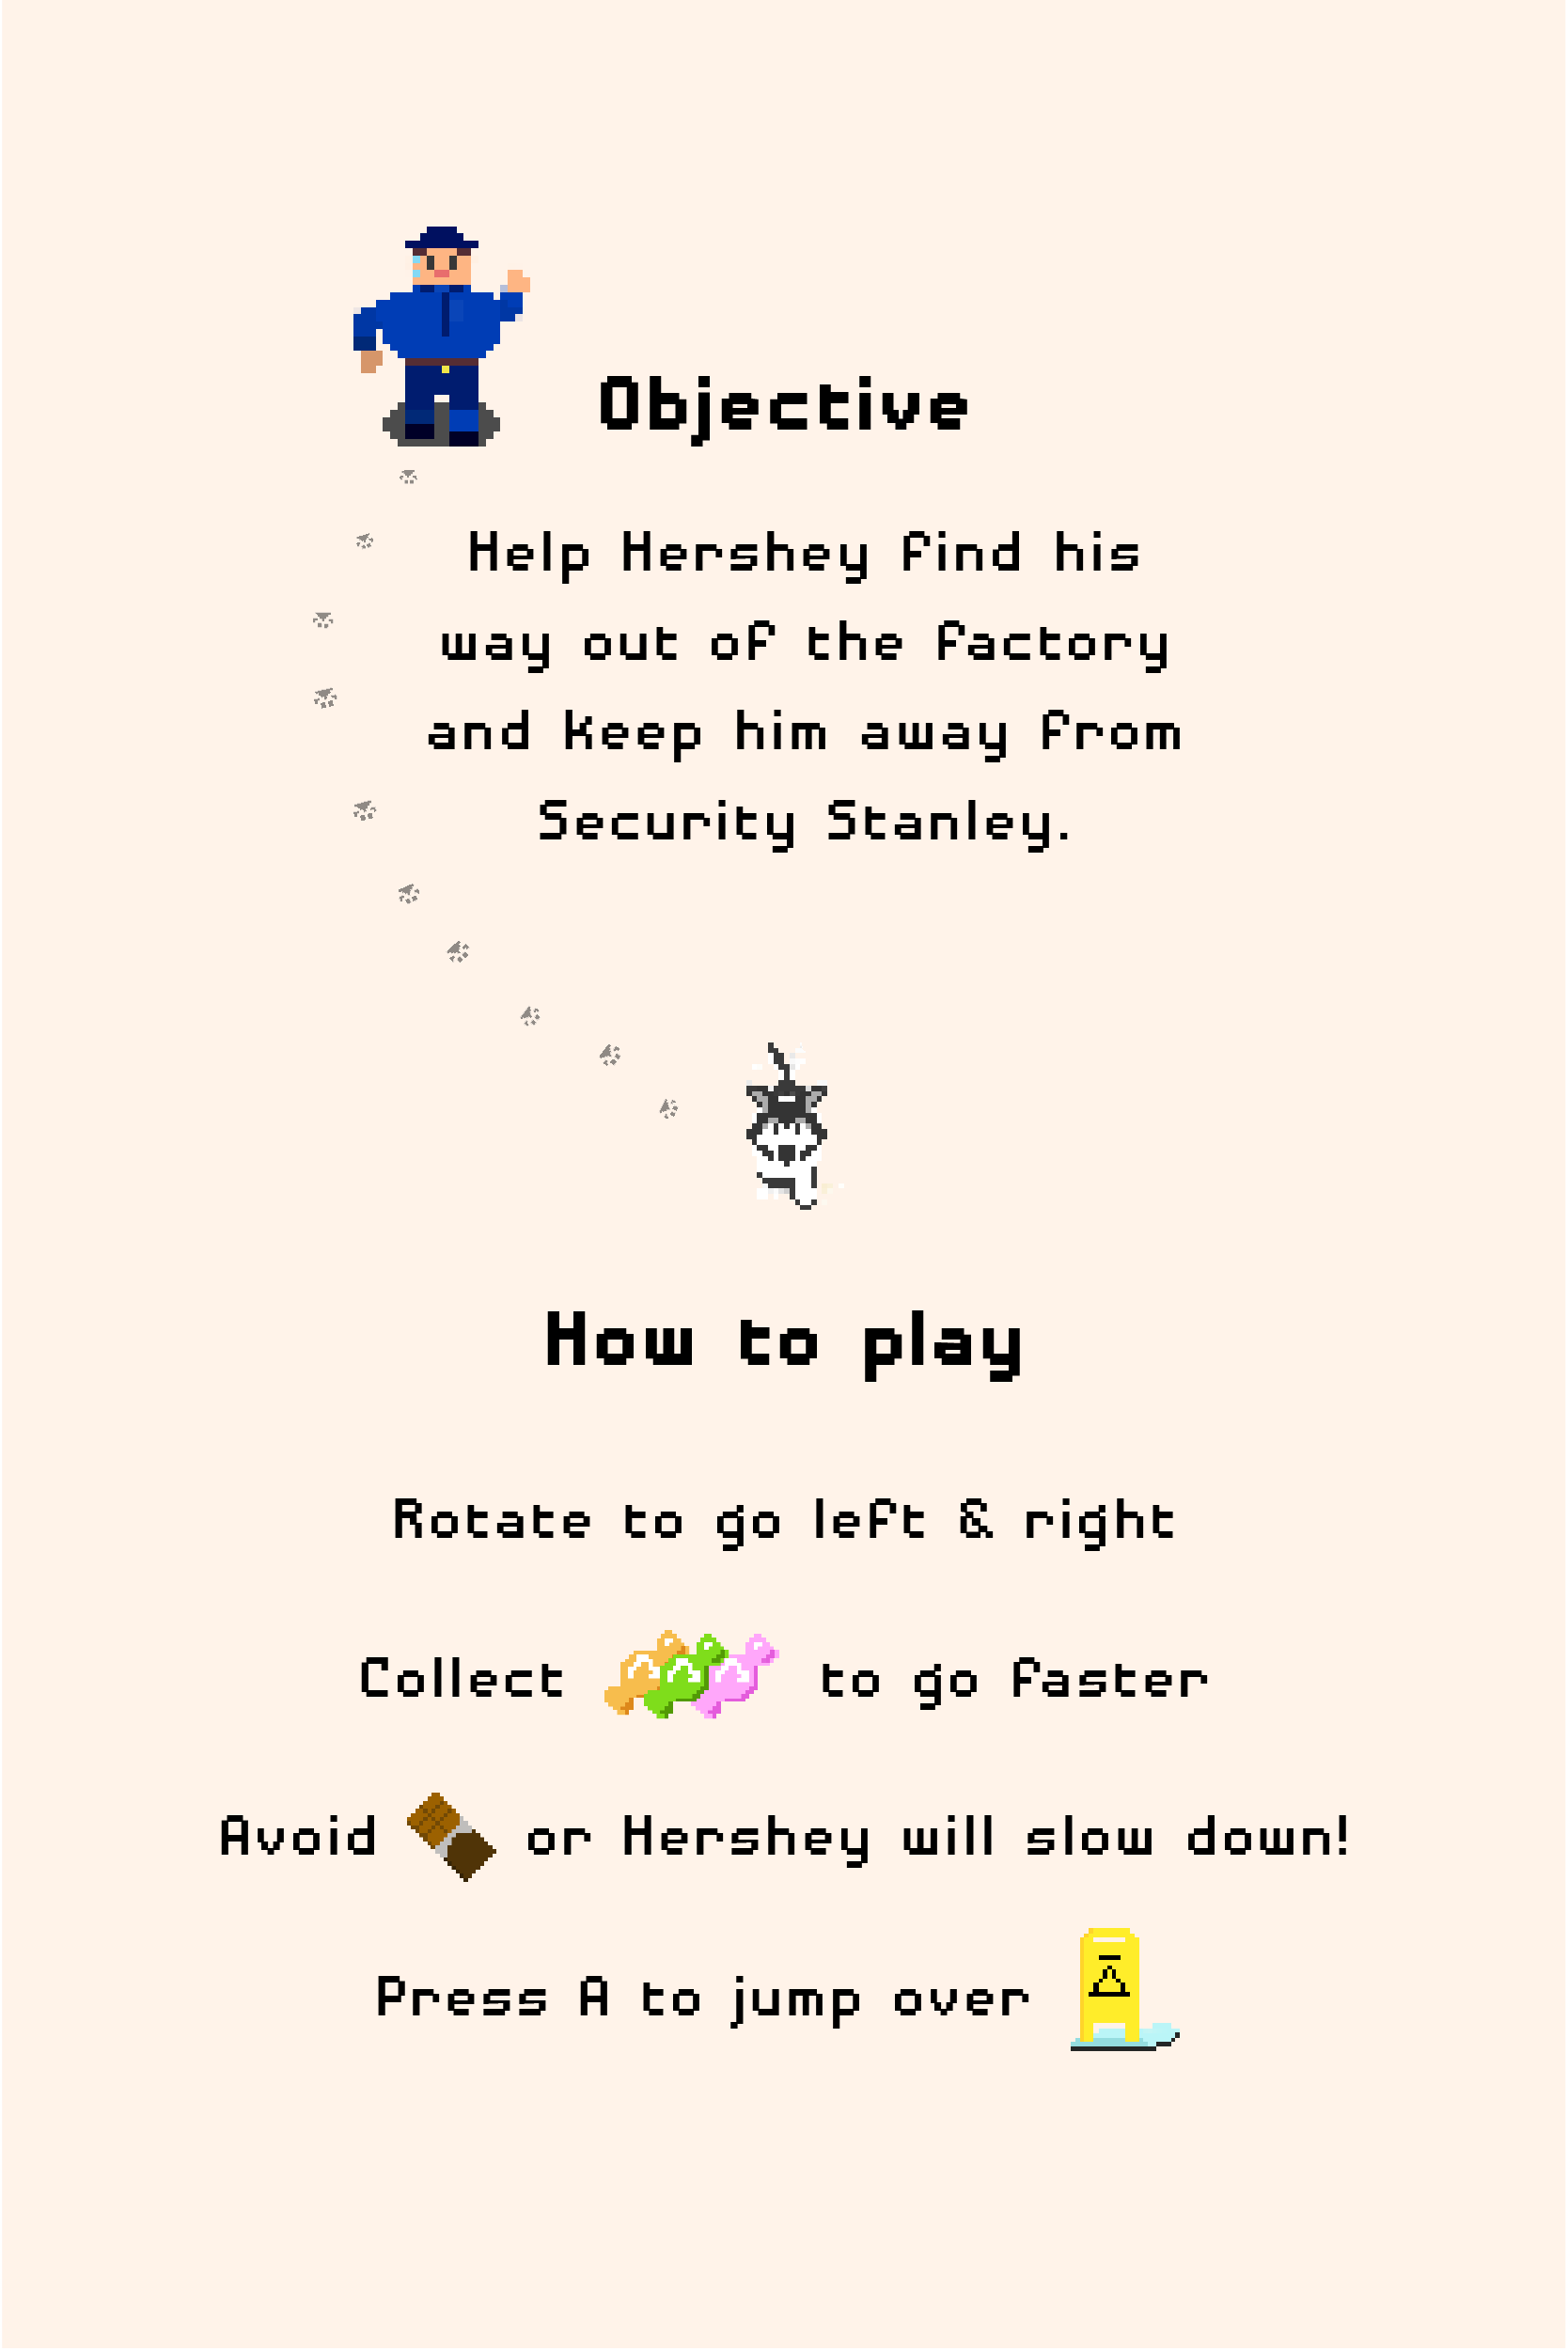 Objective
Help Hershey find his
way out of the factory
and keep him away from
Security Stanley.
How to play
Rotate to go left & right
Collect to go faster
Avoid or Hershey will slow down!
Press A to jump over